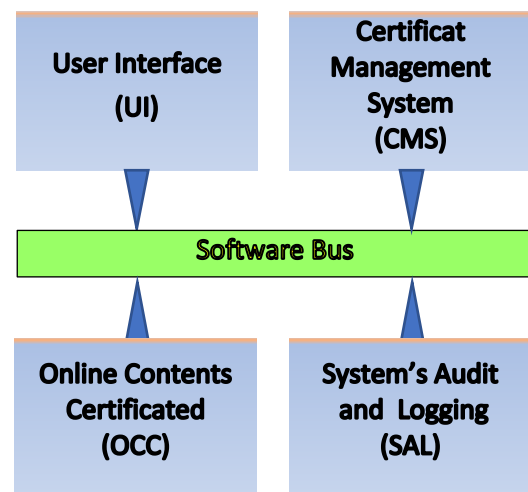 User Interface
(UI)
Certificat
Management
System
(CMS)
Software Bus
Online Contents
Certificated
(OCC)
System’s Audit
and Logging
(SAL)